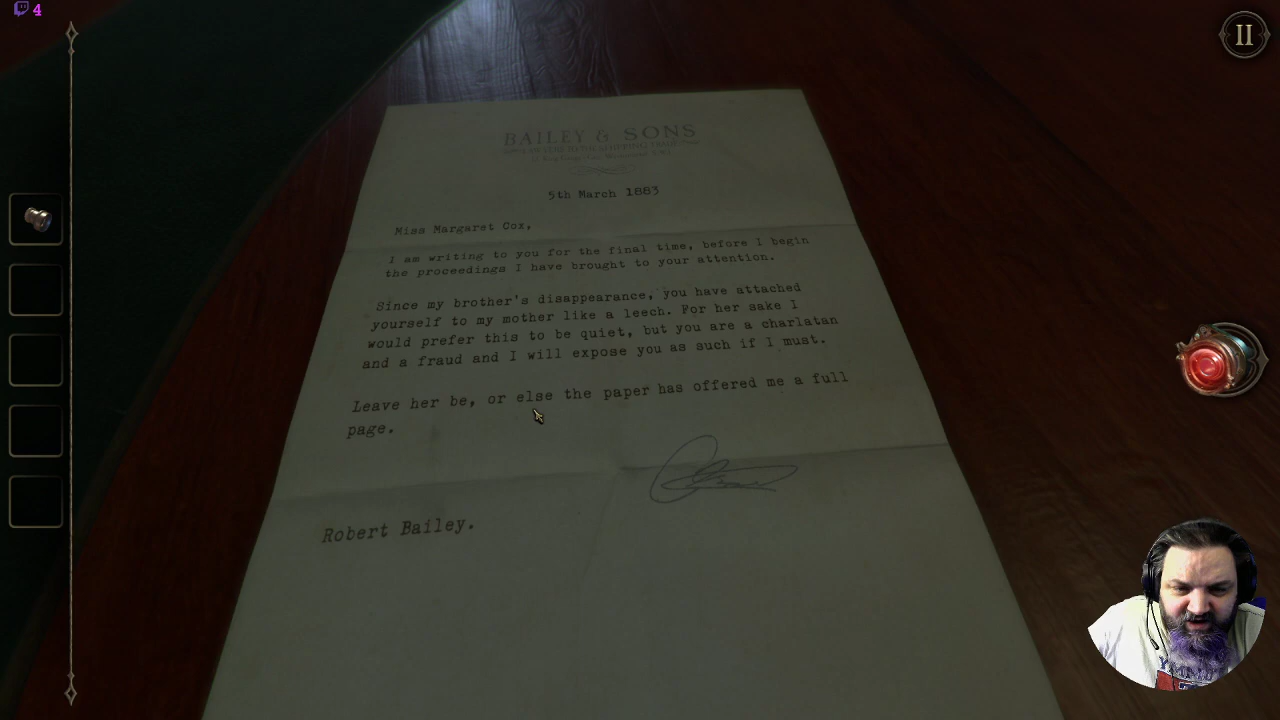 4
II
BAILEY & SONS
5th March 1883
Miss Margaret Cox,
I am writing to you for the final time, before I begin
the proceedings I have brought to your attention.
Since my brother's disappearance, you have attached
yourself to my mother like a leech. For her sake I
would prefer this to be quiet, but you are a charlatan
and a fraud and I will expose you as such if I must.
Leave her be, or else the paper has offered me a full
page.
Robert Bailey.